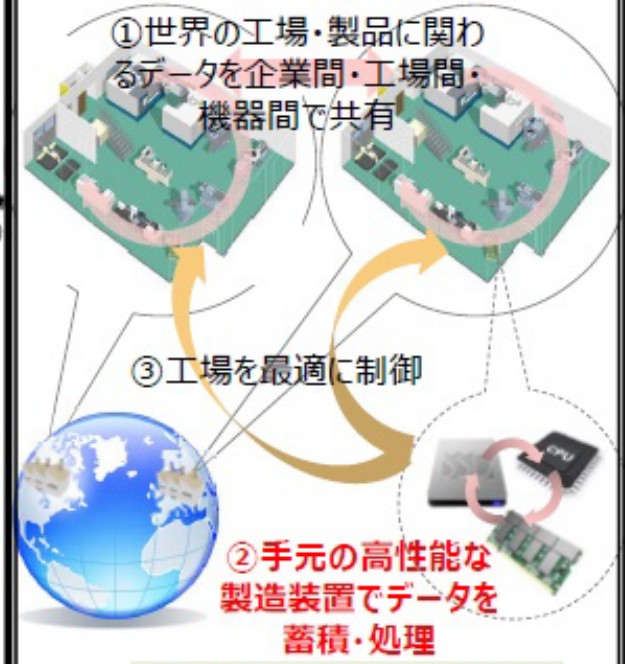 ①世界の工場・製品に関わ
るデータを企業間・工場間・
機器間で共有
③工場を最適に制御
CPU
②手元の高性能な
製造装置でデータを
蓄積・処理